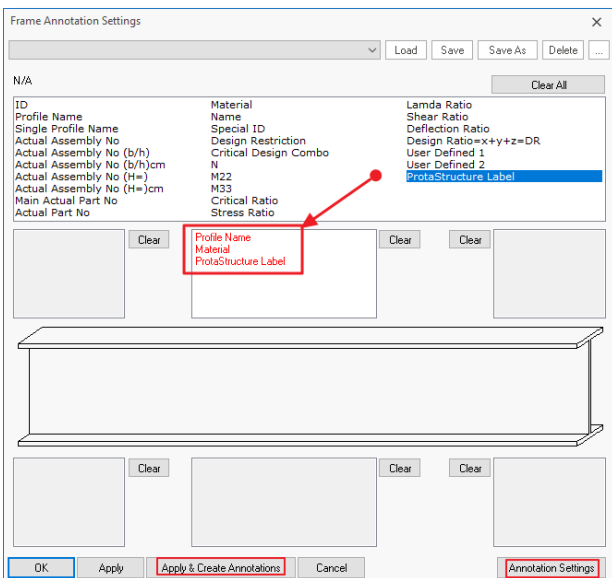 Frame Annotation Settings
Load Save Save As Delete ...
N/A
Clear All
ID Material Lamda Ratio
Profile Name Name Shear Ratio
Single Profile Name Special ID Deflection Ratio
Actual Assembly No Design Restriction Design Ratio=x+y+z=DR
Actual Assembly No (b/h) Critical Design Combo User Defined 1
Actual Assembly No (b/h)cm N User Defined 2
Actual Assembly No (H=) M22 ProtaStructure Label
Actual Assembly No (H=)cm M33
Main Actual Part No Critical Ratio
Actual Part No Stress Ratio
Clear Profile Name Clear Clear
Material
ProtaStructure Label
Clear Clear Clear
OK Apply Apply & Create Annotations Cancel Annotation Settings